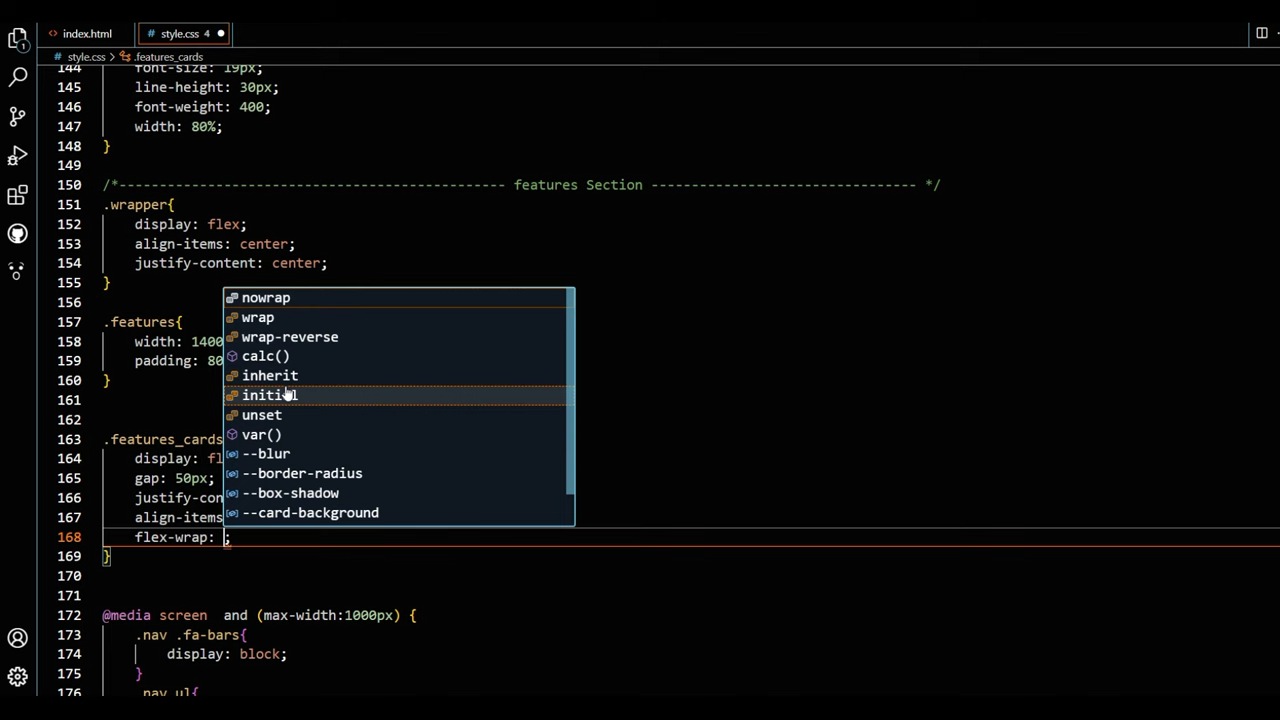 index.html
style.css 4
style.css > .features_cards
144 font-size: 19px;
145 line-height: 30px;
146 font-weight: 400;
147 width: 80%;
148 }
149
150 /*------------------------------------------------ features Section --------------------------------- */
151 .wrapper{
152 display: flex;
153 align-items: center;
154 justify-content: center;
155 }
156
157 .features{
158 width: 1400
159 padding: 80
160 }
161
162
163 .features_cards
164 display: fl
165 gap: 50px;
166 justify-con
167 align-items
168 flex-wrap: ;
169 }
170
171
172 @media screen and (max-width:1000px) {
173 .nav .fa-bars{
174 display: block;
175 }
176 .nav ul{
nowrap
wrap
wrap-reverse
calc()
inherit
initial
unset
var()
--blur
--border-radius
--box-shadow
--card-background
1